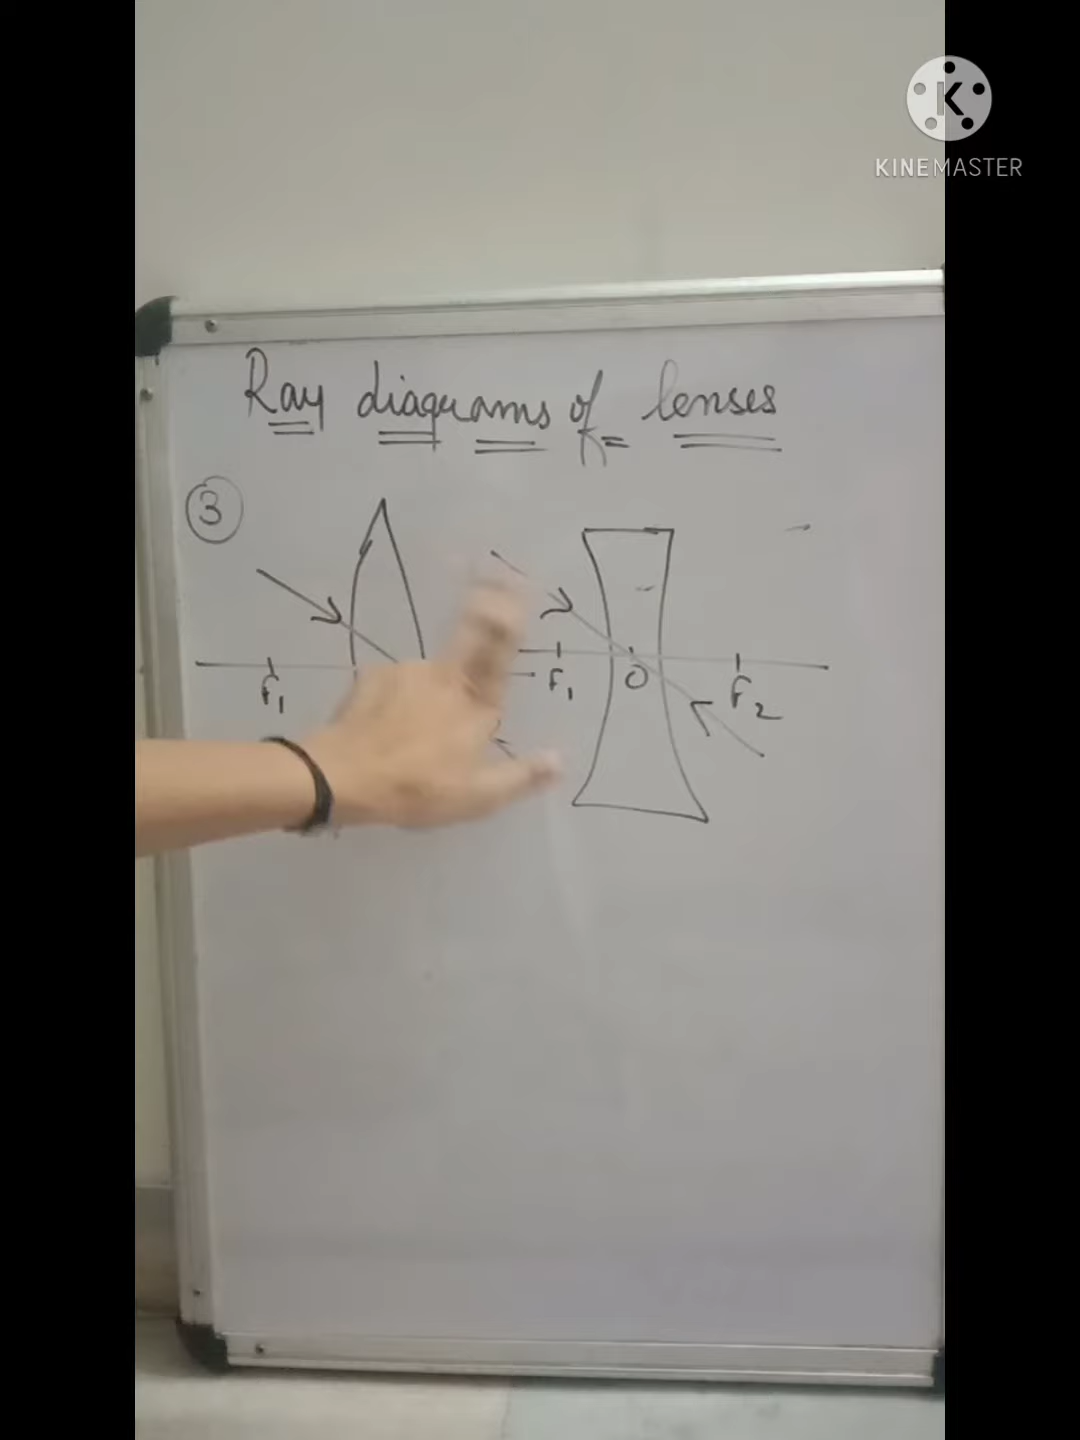 KINEMASTER
Ray diagrams of lenses
3
F₁
F₁ O F₂